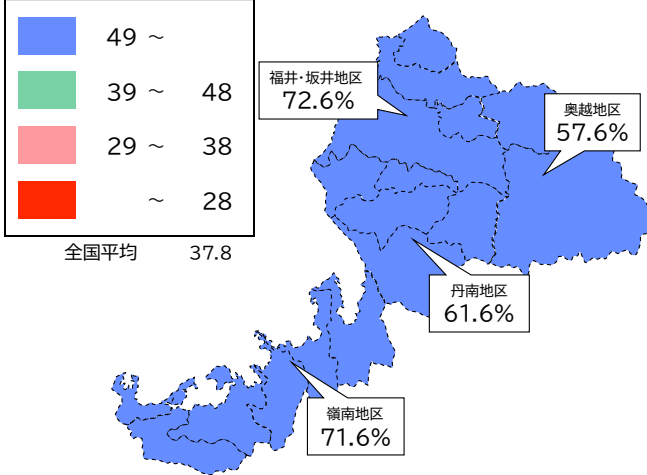 49 ～
39 ～ 48
29 ～ 38
～ 28
全国平均 37.8
福井・坂井地区
72.6%
奥越地区
57.6%
丹南地区
61.6%
嶺南地区
71.6%